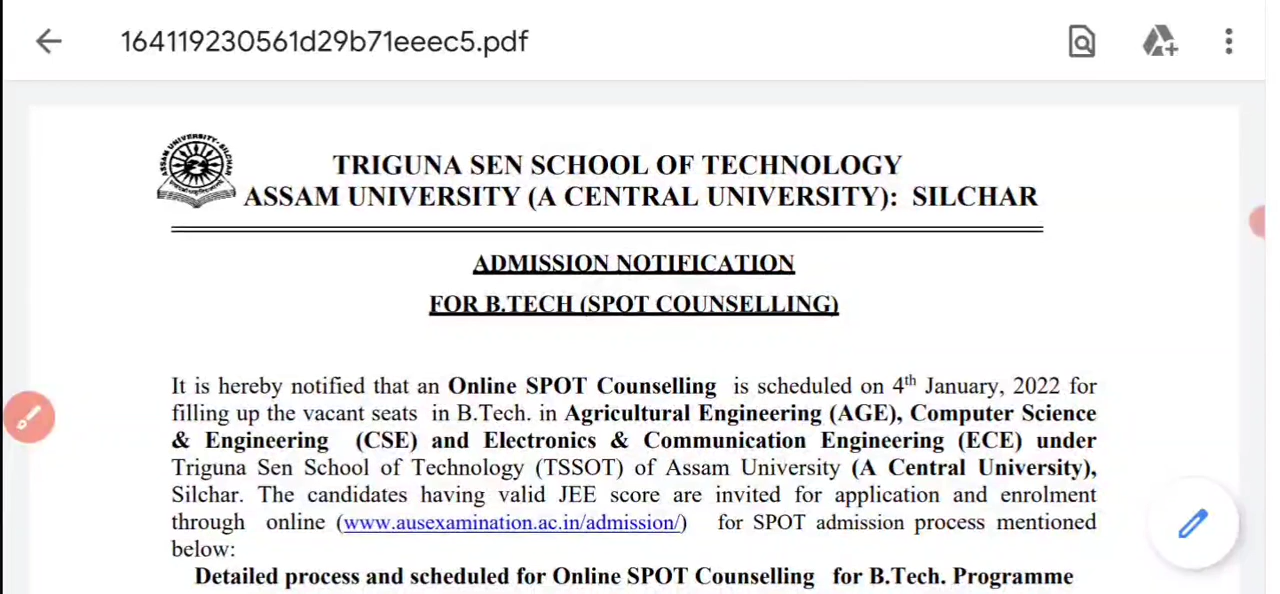 164119230561d29b71eeec5.pdf
ASSAM UNIVERSITY - SILCHAR
TRIGUNA SEN SCHOOL OF TECHNOLOGY
ASSAM UNIVERSITY (A CENTRAL UNIVERSITY): SILCHAR
ADMISSION NOTIFICATION
FOR B.TECH (SPOT COUNSELLING)
It is hereby notified that an Online SPOT Counselling is scheduled on 4th January, 2022 for
filling up the vacant seats in B.Tech. in Agricultural Engineering (AGE), Computer Science
& Engineering (CSE) and Electronics & Communication Engineering (ECE) under
Triguna Sen School of Technology (TSSOT) of Assam University (A Central University),
Silchar. The candidates having valid JEE score are invited for application and enrolment
through online (www.ausexamination.ac.in/admission/) for SPOT admission process mentioned
below:
Detailed process and scheduled for Online SPOT Counselling for B.Tech. Programme